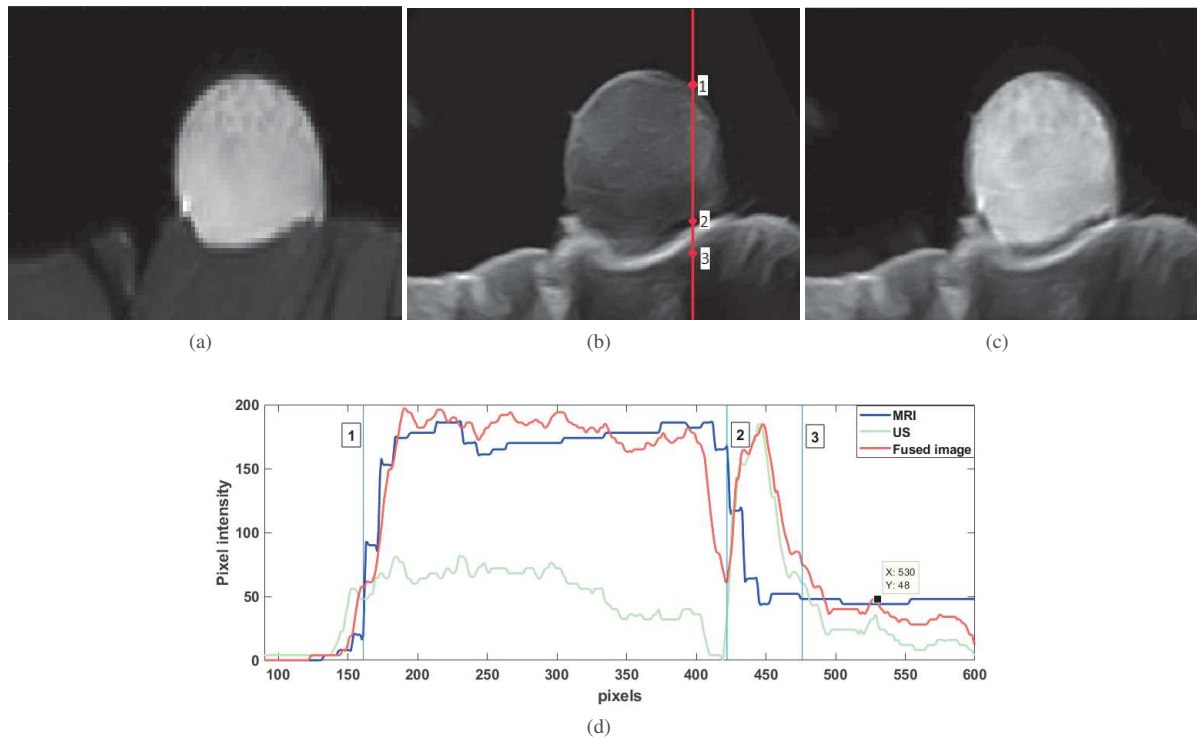 1
2
3
(a)
(b)
(c)
200
150
100
50
0
Pixel intensity
1
2
3
MRI
US
Fused image
X: 530
Y: 48
100 150 200 250 300 350 400 450 500 550 600
pixels
(d)